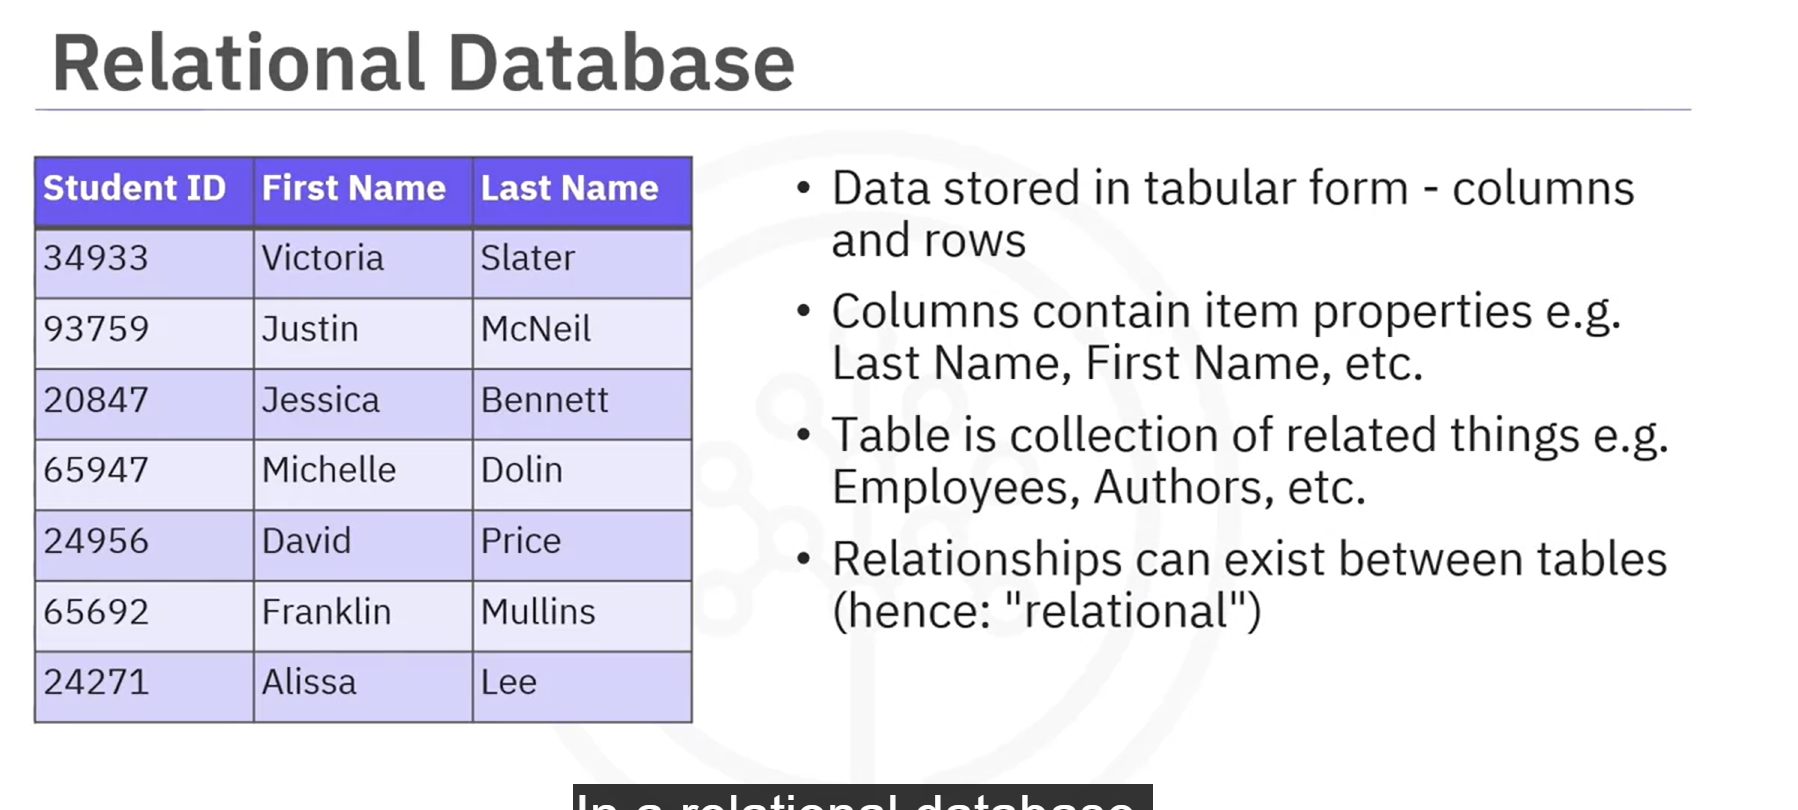 Relational Database
Student ID First Name Last Name
34933 Victoria Slater
93759 Justin McNeil
20847 Jessica Bennett
65947 Michelle Dolin
24956 David Price
65692 Franklin Mullins
24271 Alissa Lee
• Data stored in tabular form - columns
and rows
• Columns contain item properties e.g.
Last Name, First Name, etc.
• Table is collection of related things e.g.
Employees, Authors, etc.
• Relationships can exist between tables
(hence: "relational")
In a relational database,